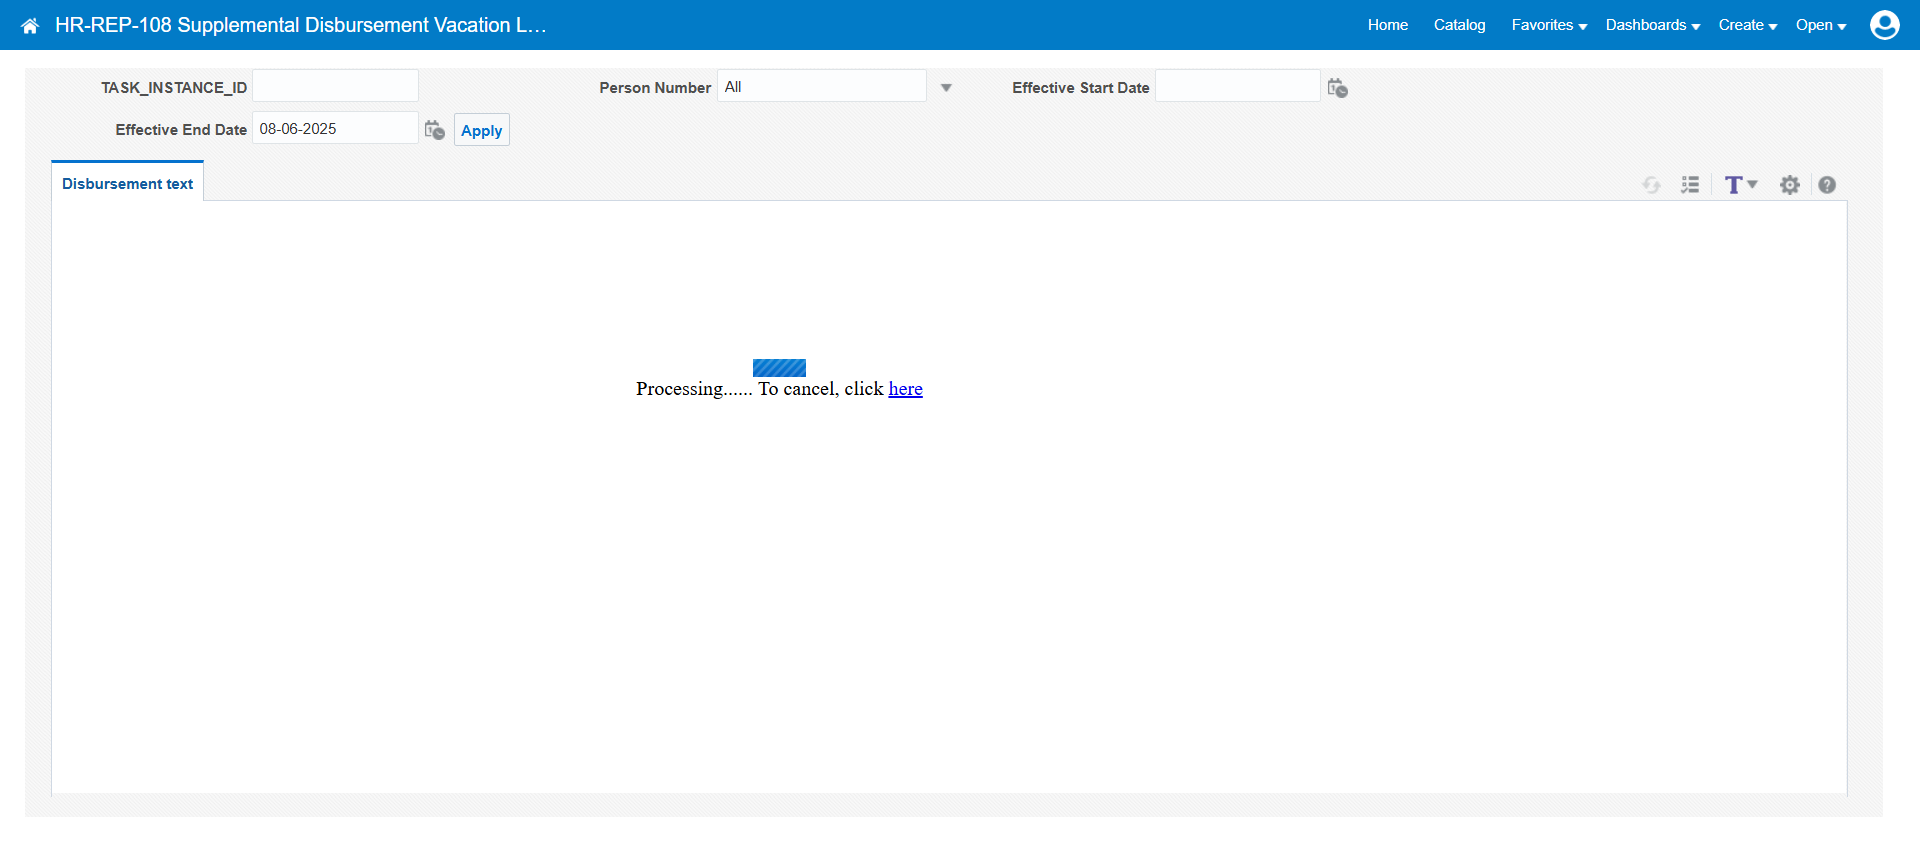 HR-REP-108 Supplemental Disbursement Vacation L...
Home Catalog Favorites Dashboards Create Open
TASK_INSTANCE_ID
Person Number All
Effective Start Date
Effective End Date 08-06-2025 Apply
Disbursement text
T
Processing...... To cancel, click here